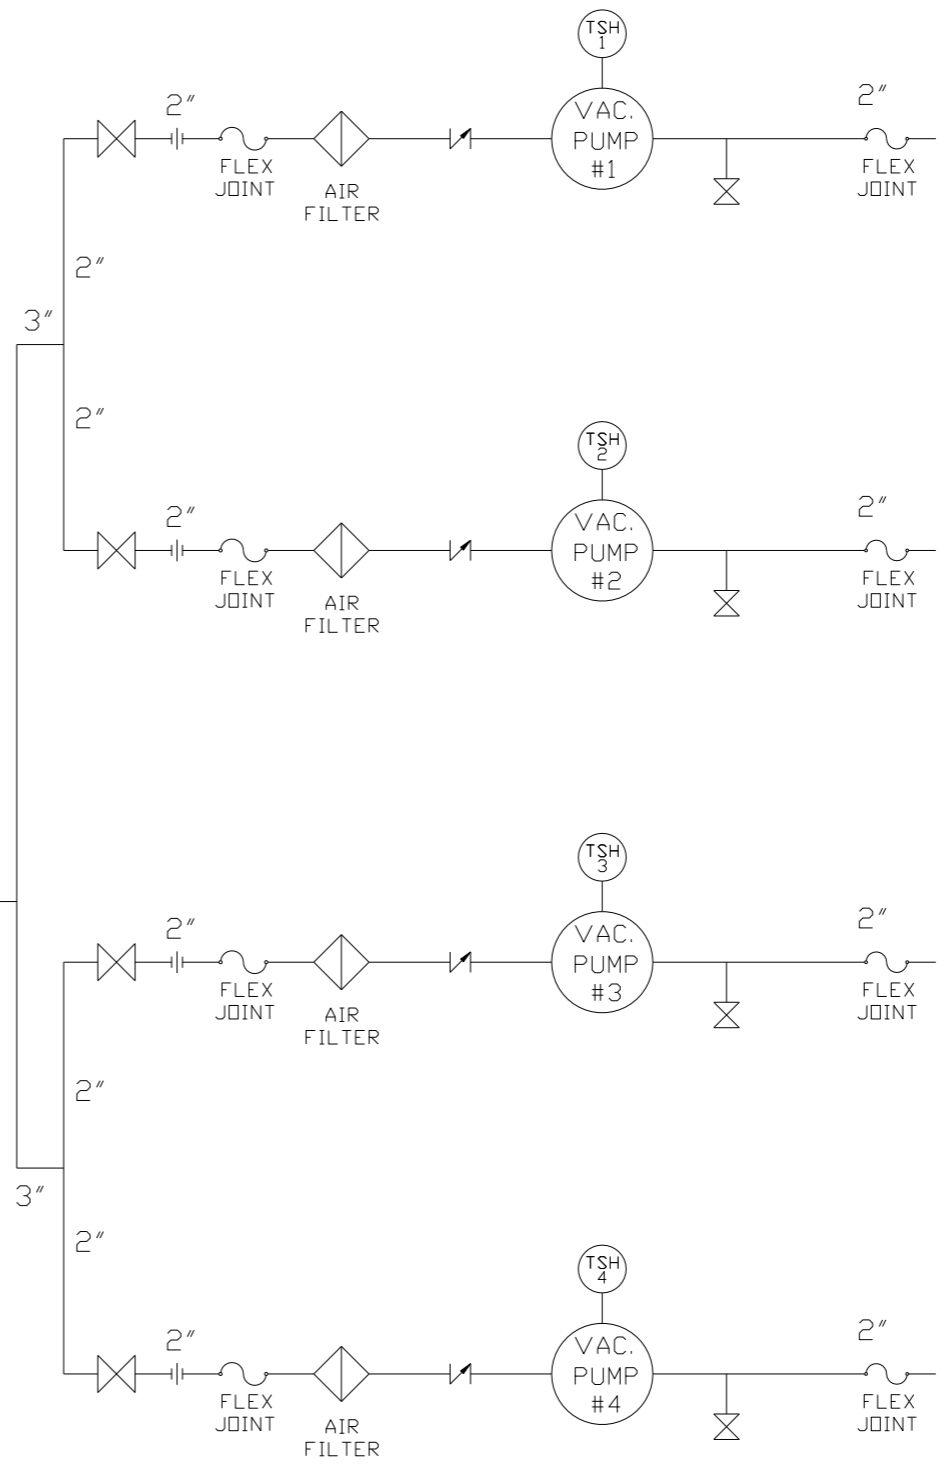 TSH
1
2"
VAC.
PUMP
#1
2"
FLEX
JOINT
AIR
FILTER
FLEX
JOINT
2"
3"
2"
TSH
2
2"
VAC.
PUMP
#2
2"
FLEX
JOINT
AIR
FILTER
FLEX
JOINT
TSH
3
2"
VAC.
PUMP
#3
2"
FLEX
JOINT
AIR
FILTER
FLEX
JOINT
2"
3"
2"
TSH
4
2"
VAC.
PUMP
#4
2"
FLEX
JOINT
AIR
FILTER
FLEX
JOINT